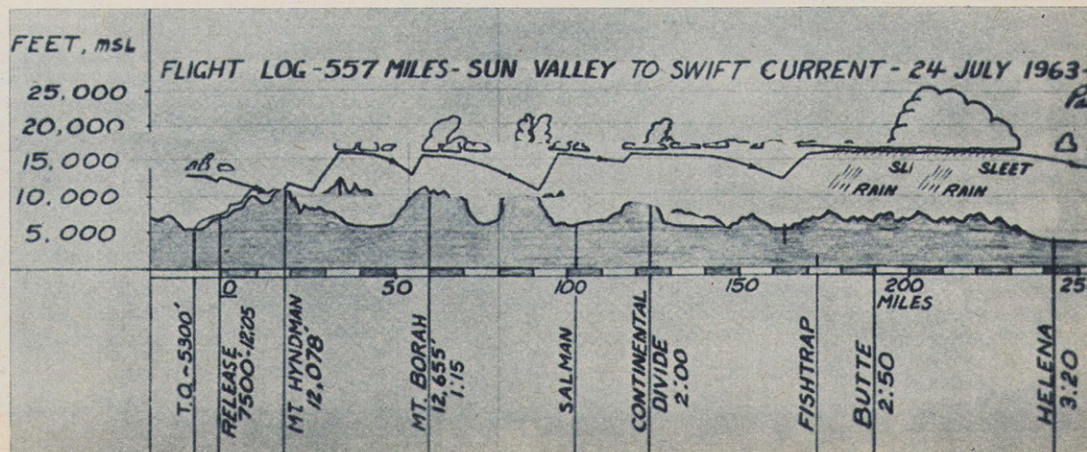 FEET, msL
FLIGHT LOG-557 MILES-SUN VALLEY TO SWIFT CURRENT-24 JULY 1963-
25.000
20,000
15.000
10.000
5.000
SLEET
RAIN
RAIN
10
50
100
150
200
MILES
T.O.-5300'
RELEASE
7500'-12:05
MT. HYNDMAN
12,078'
MT. BORAH
12,655'
1:15
SALMAN
CONTINENTAL
DIVIDE
2:00
FISHTRAP
BUTTE
2:50
HELENA
3:20